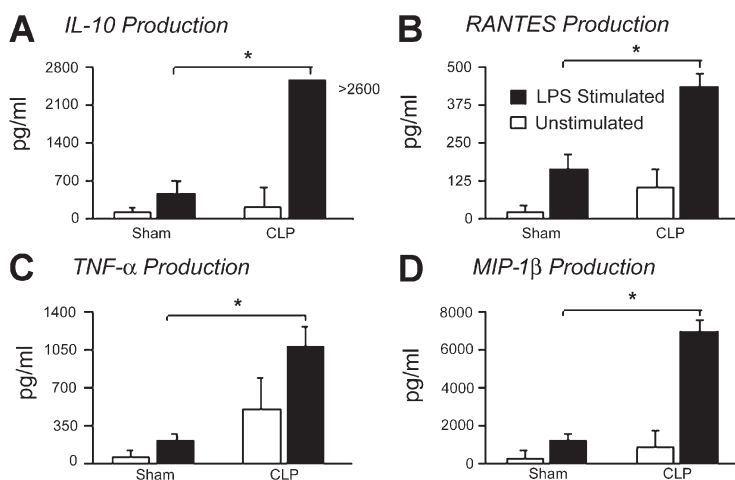 A IL-10 Production
*
2800
2100
1400
700
0
pg/ml
>2600
Sham CLP
B RANTES Production
*
500
375
250
125
0
pg/ml
LPS Stimulated
Unstimulated
Sham CLP
C TNF-α Production
*
1400
1050
700
350
0
pg/ml
Sham CLP
D MIP-1β Production
*
8000
6000
4000
2000
0
pg/ml
Sham CLP